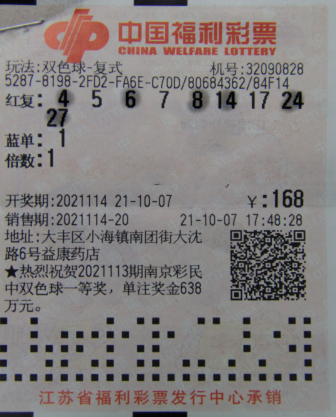 中国福利彩票
CHINA WELFARE LOTTERY
玩法:双色球-复式 机号:32090828
5287-8198-2FD2-FA6E-C70D/80684362/84F14
红复: 4 5 6 7 8 14 17 24
27
蓝单: 1
倍数:1
开奖期:2021114 21-10-07 ¥:168
销售期:2021114-20 21-10-07 17:48:28
地址:大丰区小海镇南团街大沈
路6号益康药店
★热烈祝贺2021113期南京彩民
中双色球一等奖，单注奖金638
万元。
江苏省福利彩票发行中心承销